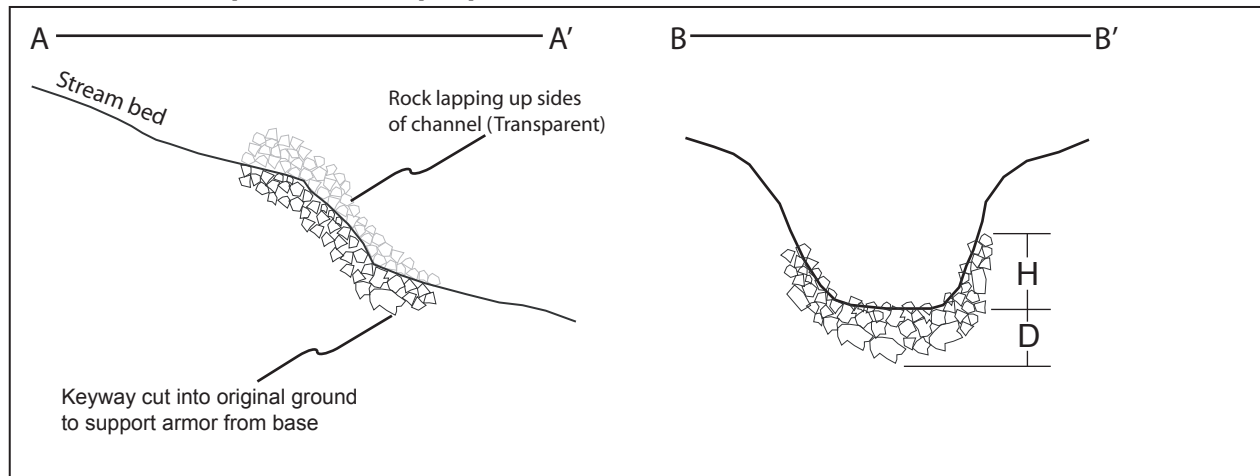 A A’
B B’
Stream bed
Rock lapping up sides
of channel (Transparent)
H
D
Keyway cut into original ground
to support armor from base